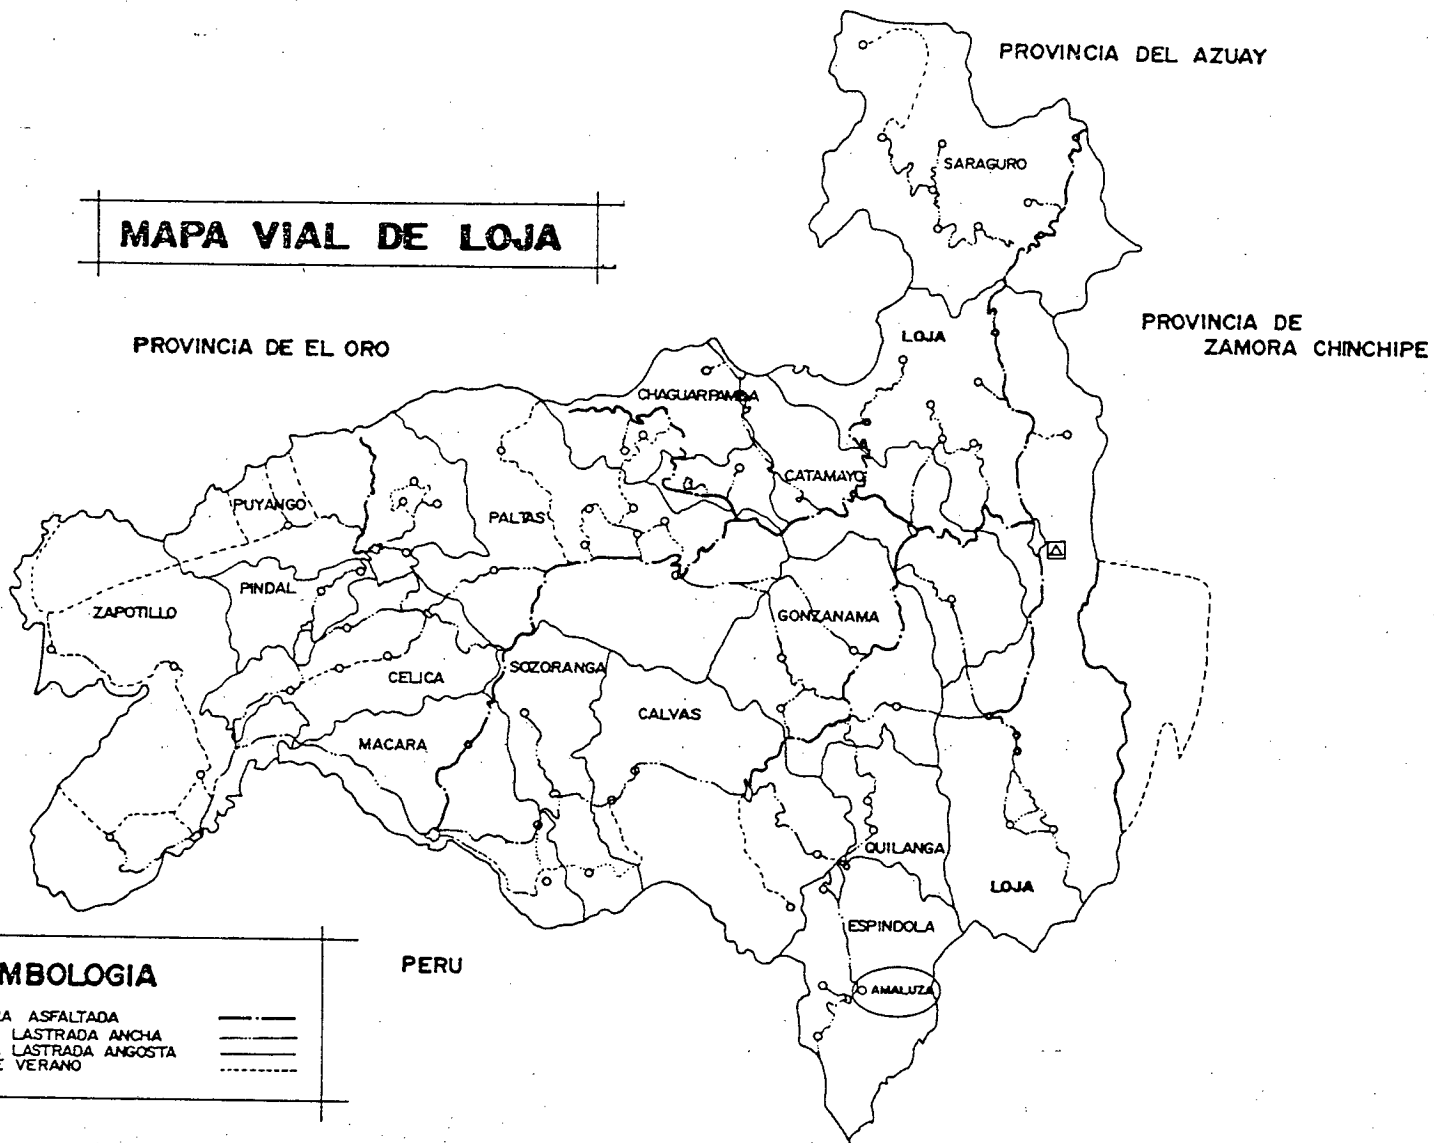 PROVINCIA DEL AZUAY
SARAGURO
MAPA VIAL DE LOJA
PROVINCIA DE
ZAMORA CHINCHIPE
LOJA
PROVINCIA DE EL ORO
CHAGUARPAMBA
CATAMAYO
PUYANGO
PALTAS
PINDAL
ZAPOTILLO
GONZANAMA
SOZORANGA
CELICA
CALVAS
MACARA
QUILANGA
LOJA
ESPINDOLA
PERU
AMALUZA
MBOLOGIA
A ASFALTADA
LASTRADA ANCHA
LASTRADA ANGOSTA
E VERANO